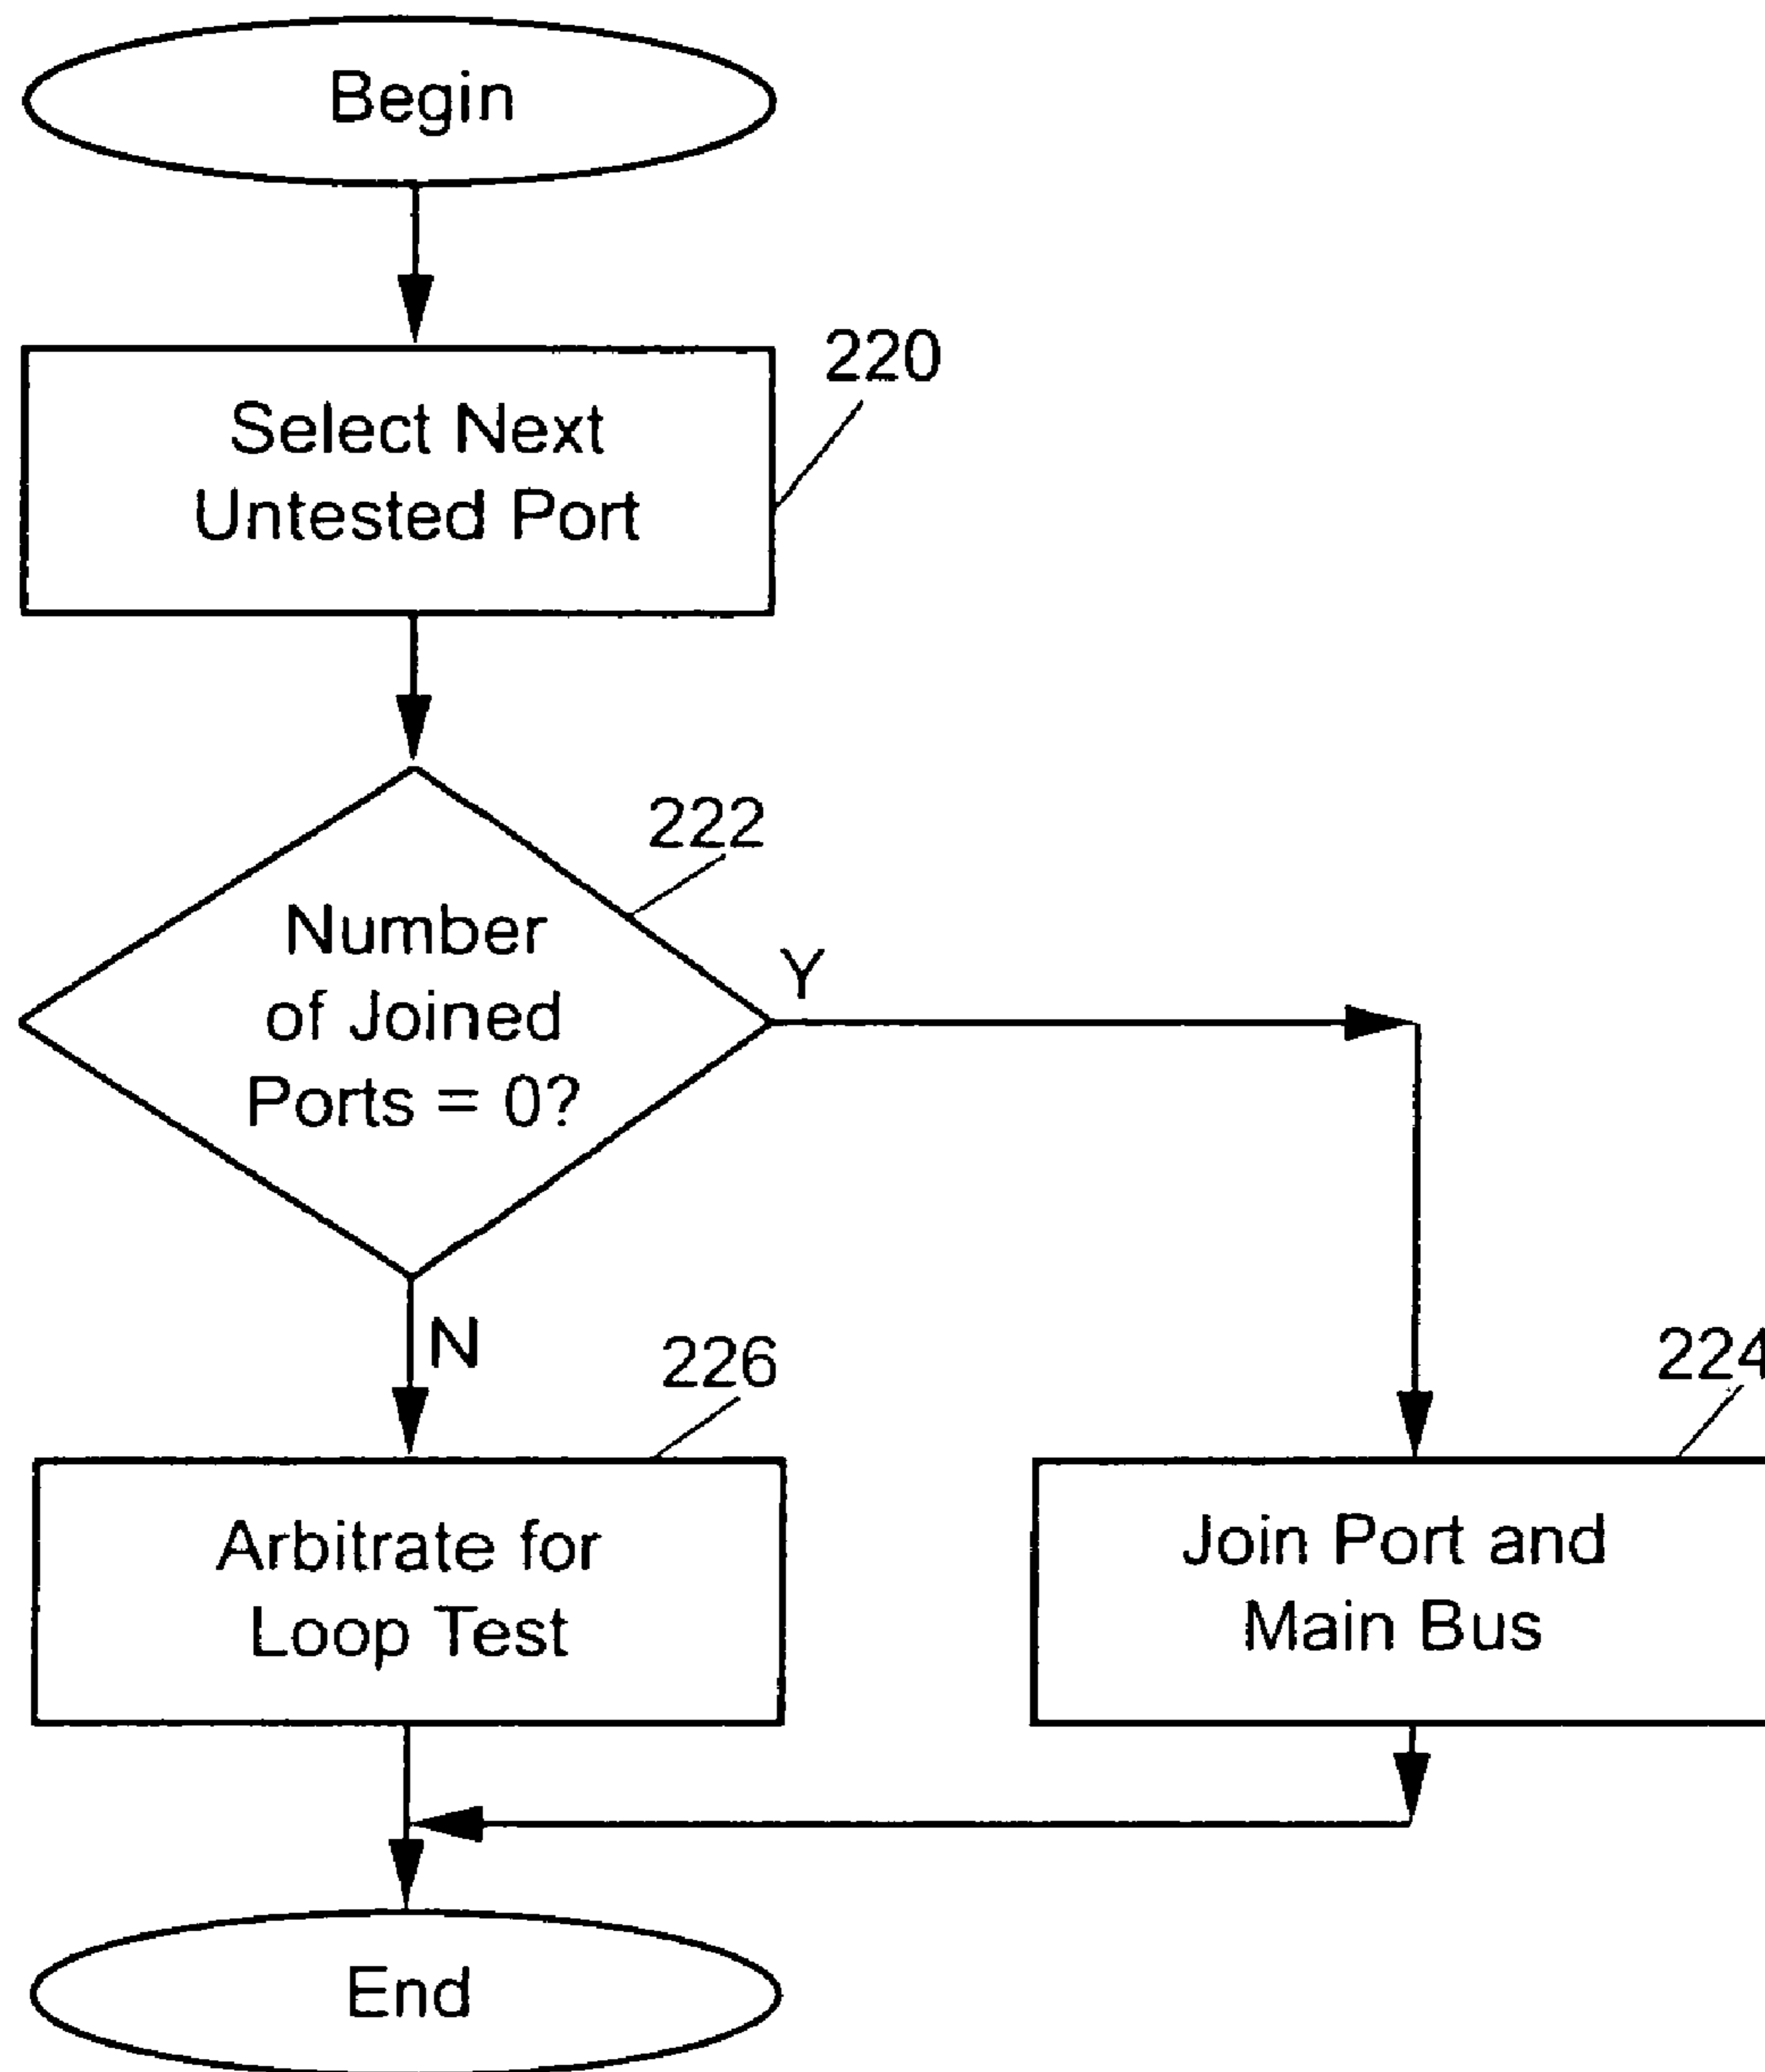 Begin
220
Select Next
Untested Port
222
Number
of Joined
Ports = 0?
Y
N
226
224
Arbitrate for
Loop Test
Join Port and
Main Bus
End